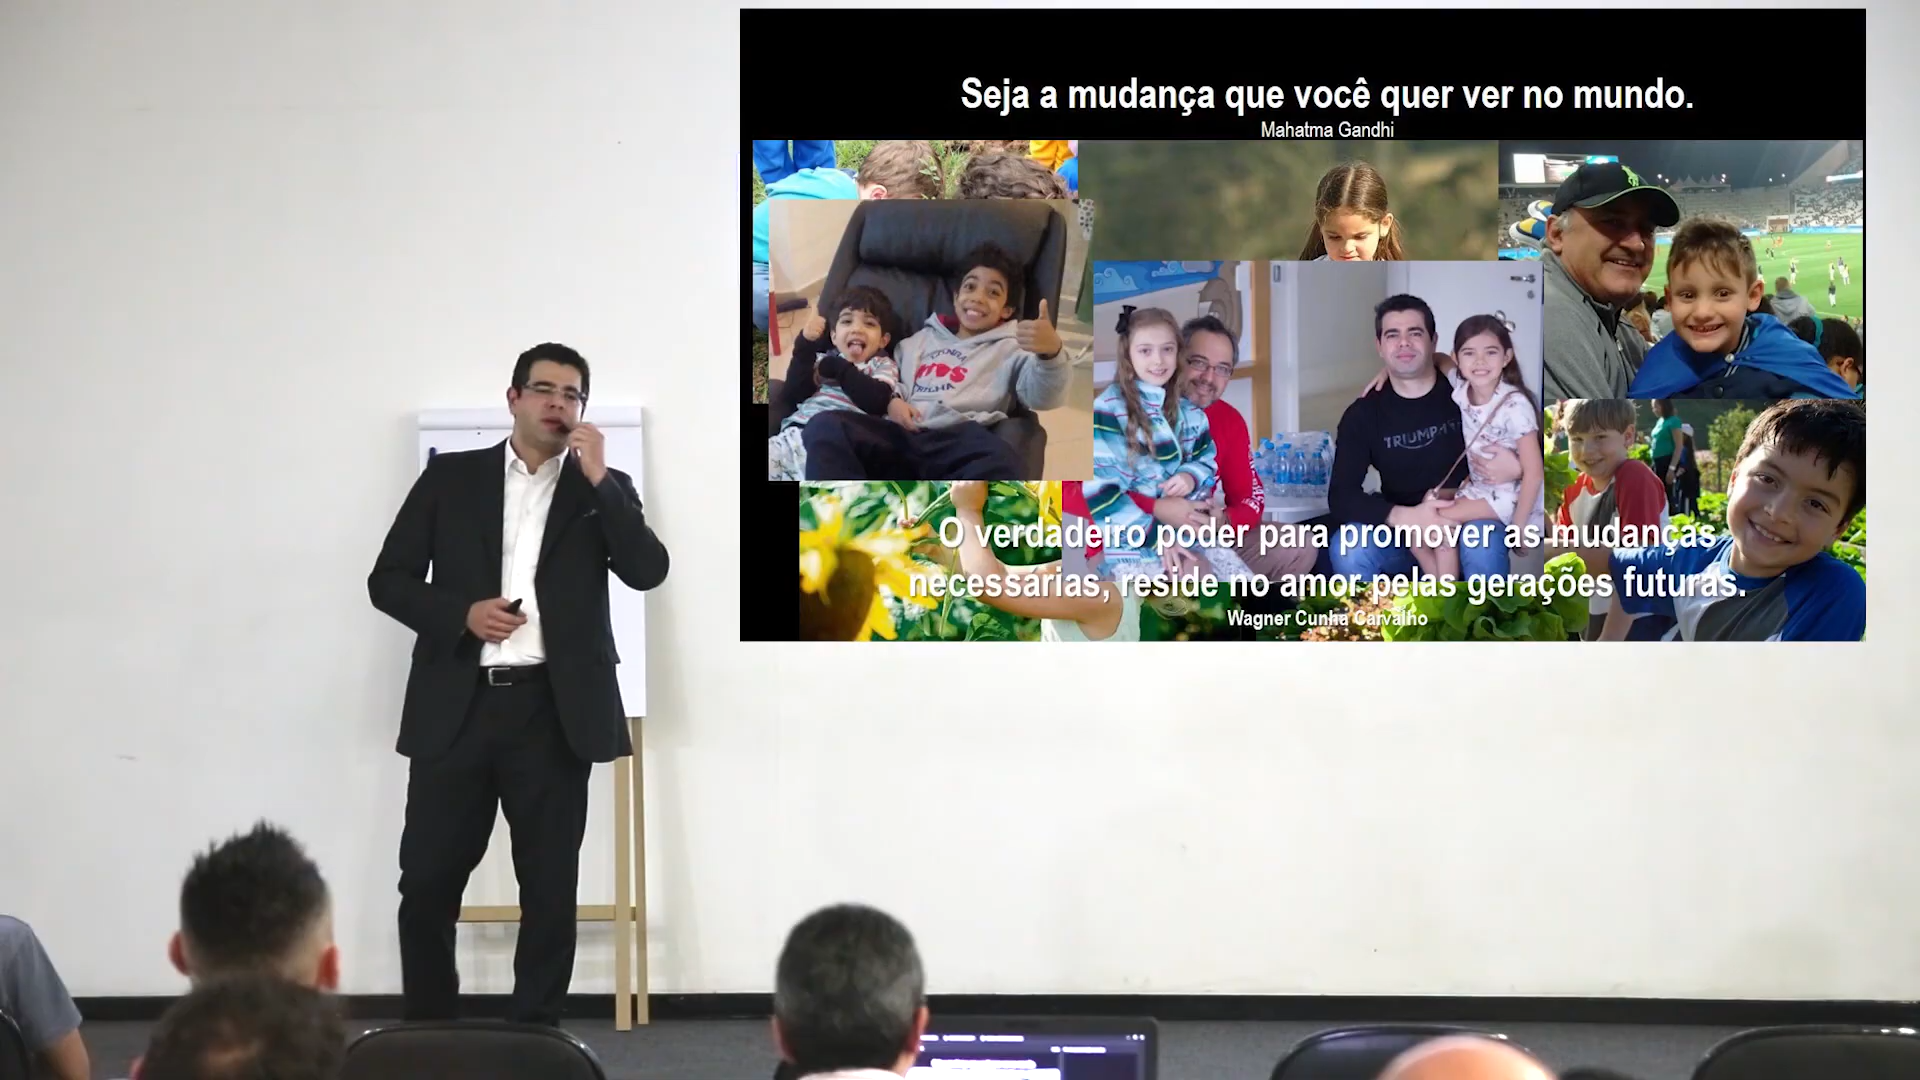 Seja a mudança que você quer ver no mundo.
Mahatma Gandhi
TRIUMPH
O verdadeiro poder para promover as mudanças
necessárias, reside no amor pelas gerações futuras.
Wagner Cunha Carvalho